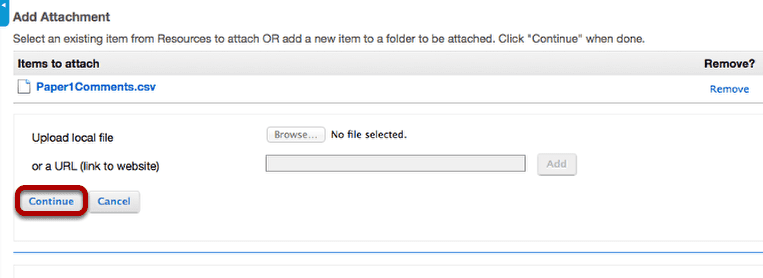 Add Attachment
Select an existing item from Resources to attach OR add a new item to a folder to be attached. Click "Continue" when done.
Items to attach Remove?
Paper1Comments.csv Remove
Upload local file Browse... No file selected.
or a URL (link to website) Add
Continue Cancel